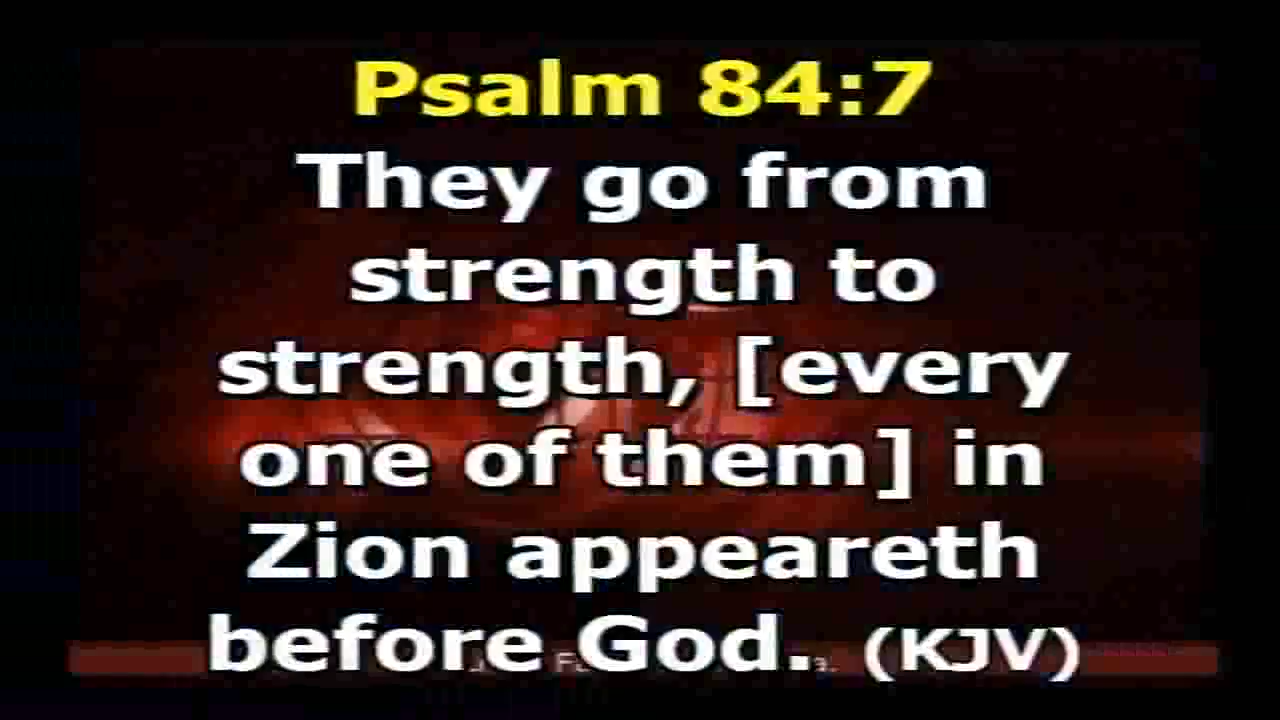 Psalm 84:7
They go from
strength to
strength, [every
one of them] in
Zion appeareth
before God. (KJV)